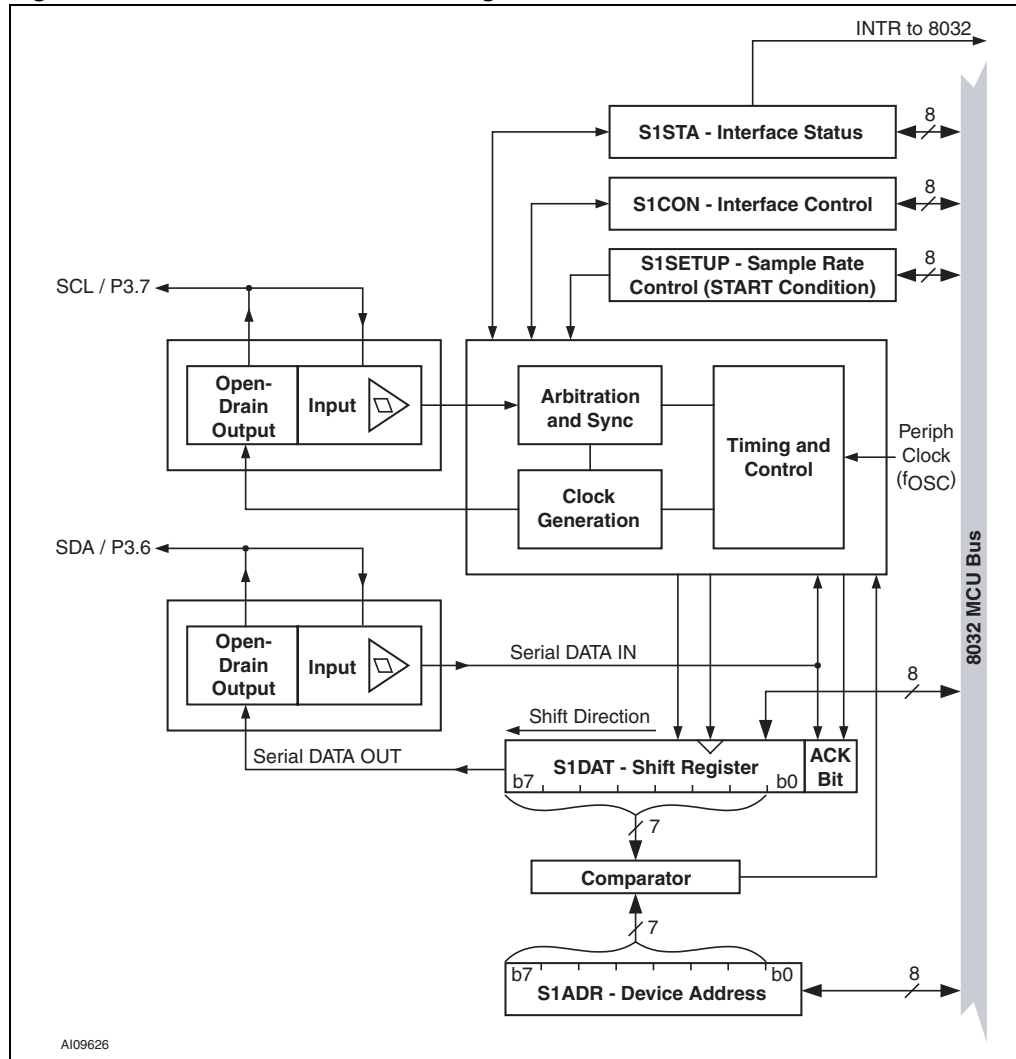 INTR to 8032
8
S1STA - Interface Status
8
S1CON - Interface Control
8
S1SETUP - Sample Rate
Control (START Condition)
SCL / P3.7
Open-
Drain
Output
Input
Arbitration
and Sync
Timing and
Control
Periph
Clock
(fOSC)
Clock
Generation
SDA / P3.6
8032 MCU Bus
Open-
Drain
Output
Input
Serial DATA IN
8
Shift Direction
Serial DATA OUT
S1DAT - Shift Register
b7
b0
ACK
Bit
7
Comparator
7
b7
b0
S1ADR - Device Address
8
AI09626